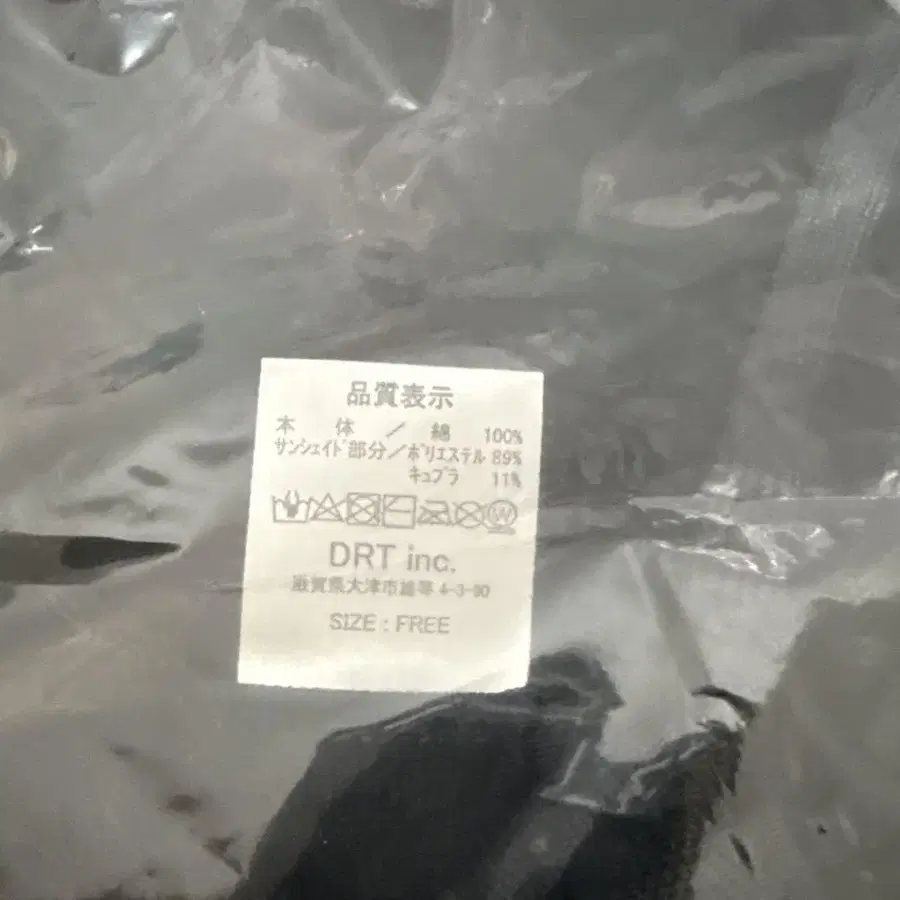 品質表示
本 体 / 綿 100%
サンシェイド部分/ポリエステル 89%
キュプラ 11%
W
DRT inc.
滋賀県大津市雄琴 4-3-90
SIZE : FREE